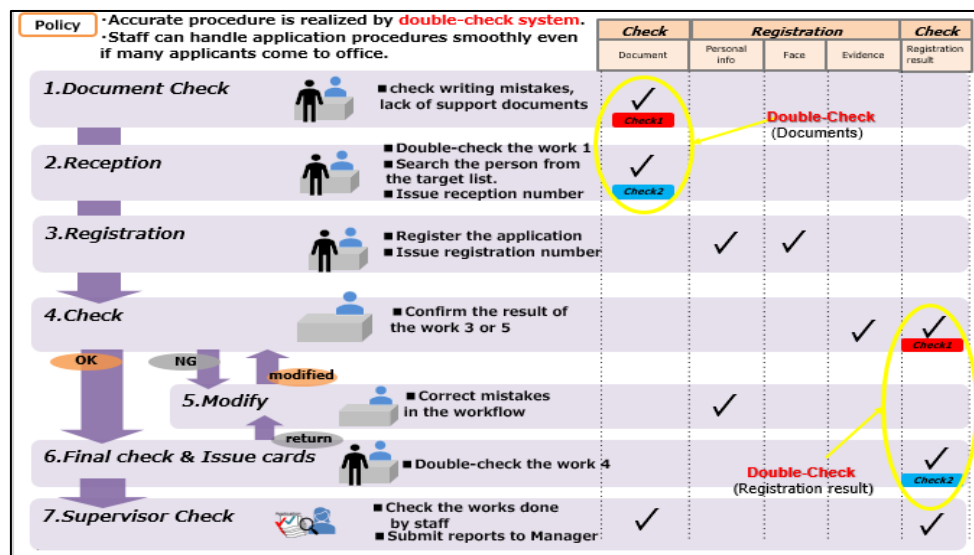 Policy
·Accurate procedure is realized by double-check system.
·Staff can handle application procedures smoothly even
if many applicants come to office.
Check
Registration
Check
Document
Personal
info
Face
Evidence
Registration
result
1.Document Check
■check writing mistakes,
lack of support documents
Check1
Double-Check
(Documents)
2.Reception
■Double-check the work 1
■Search the person from
the target list.
■Issue reception number
Check2
3.Registration
■Register the application
■Issue registration number
4.Check
■Confirm the result of
the work 3 or 5
Check1
OK
NG
modified
5.Modify
■Correct mistakes
in the workflow
return
6.Final check & Issue cards
■Double-check the work 4
Double-Check
(Registration result)
Check2
7.Supervisor Check
■Check the works done
by staff
■Submit reports to Manager